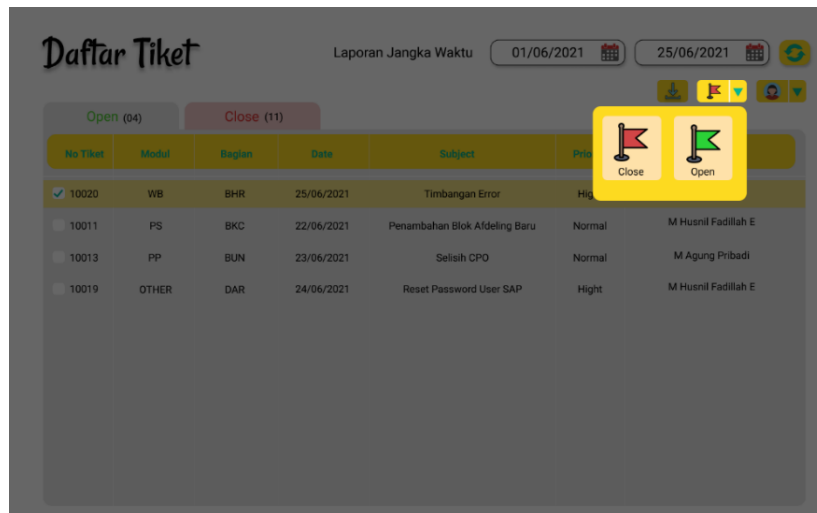 Daftar Tiket
Laporan Jangka Waktu 01/06/2021 25/06/2021
Open (04) Close (11)
Close Open
No Tiket Modul Bagian Date Subject
10020 WB BHR 25/06/2021 Timbangan Error
10011 PS BKC 22/06/2021 Penambahan Blok Afdeling Baru Normal M Husnil Fadillah E
10013 PP BUN 23/06/2021 Selisih CPO Normal M Agung Pribadi
10019 OTHER DAR 24/06/2021 Reset Password User SAP Hight M Husnil Fadillah E